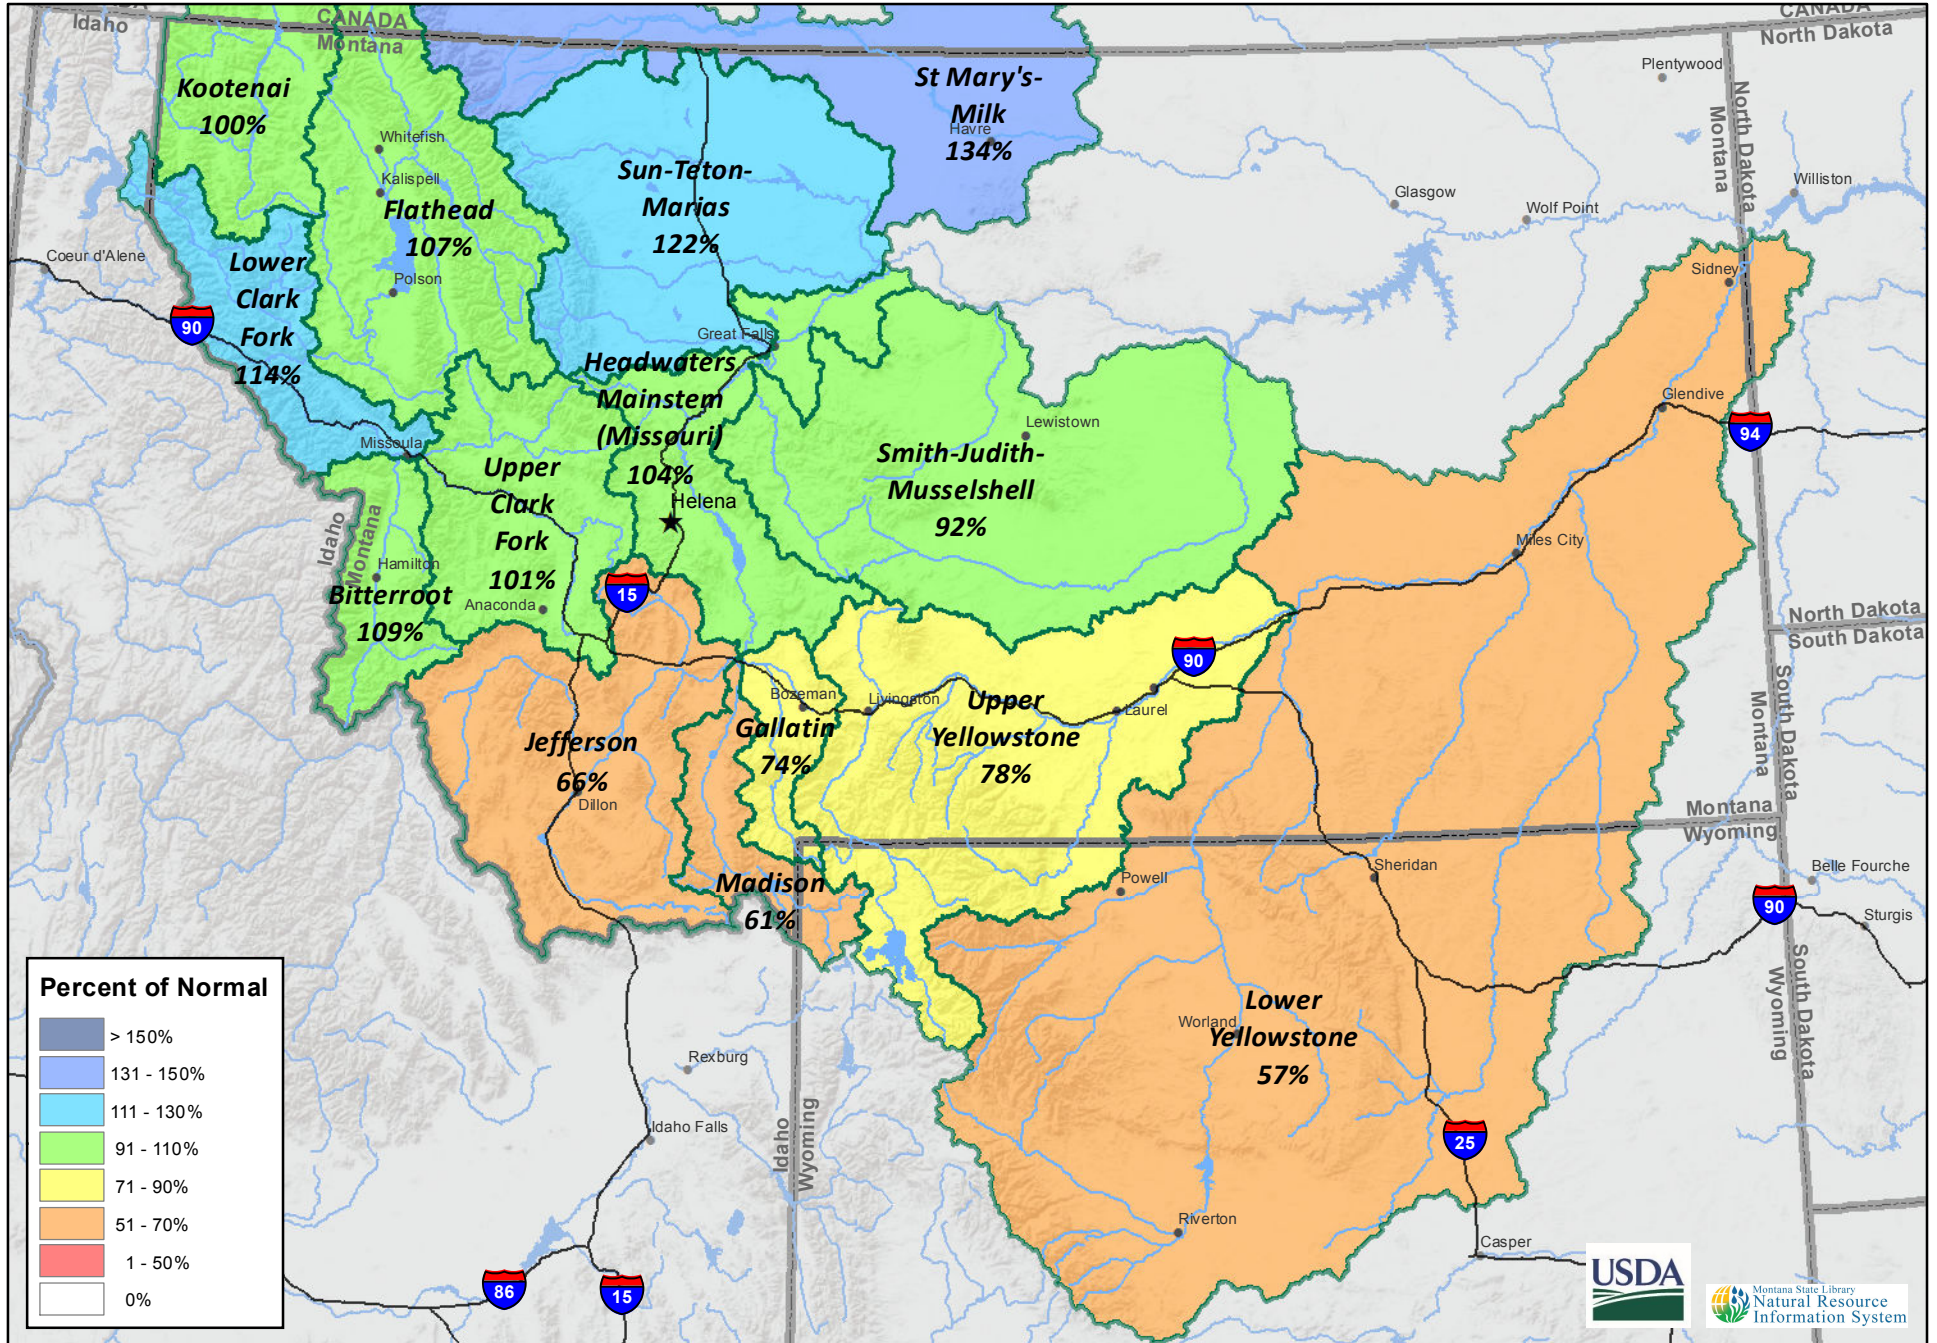 CANADA
Idaho
CANADA
Montana
CANADA
North Dakota
Kootenai
100%
Whitefish
Kalispell
Flathead
107%
Polson
St Mary's-
Milk
Havre
134%
Sun-Teton-
Marias
122%
Plentywood
North Dakota
Montana
Williston
Glasgow
Wolf Point
Coeur d'Alene
90
Lower
Clark
Fork
114%
Sidney
Great Falls
Headwaters
Mainstem
(Missouri)
104%
Helena
Lewistown
Smith-Judith-
Musselshell
92%
Glendive
94
Missoula
Upper
Clark
Fork
101%
Anaconda
Idaho
Montana
Hamilton
Bitterroot
109%
15
Miles City
North Dakota
South Dakota
90
Bozeman
Livingston
Laurel
Gallatin
74%
Upper
Yellowstone
78%
Jefferson
66%
Dillon
South Dakota
Montana
Montana
Wyoming
Madison
61%
Powell
Sheridan
Belle Fourche
90
Sturgis
Lower
Worland
Yellowstone
57%
South Dakota
Wyoming
Rexburg
Idaho Falls
Idaho
Wyoming
25
Riverton
Casper
86
15
Percent of Normal
> 150%
131 - 150%
111 - 130%
91 - 110%
71 - 90%
51 - 70%
1 - 50%
0%
USDA
Montana State Library
Natural Resource
Information System